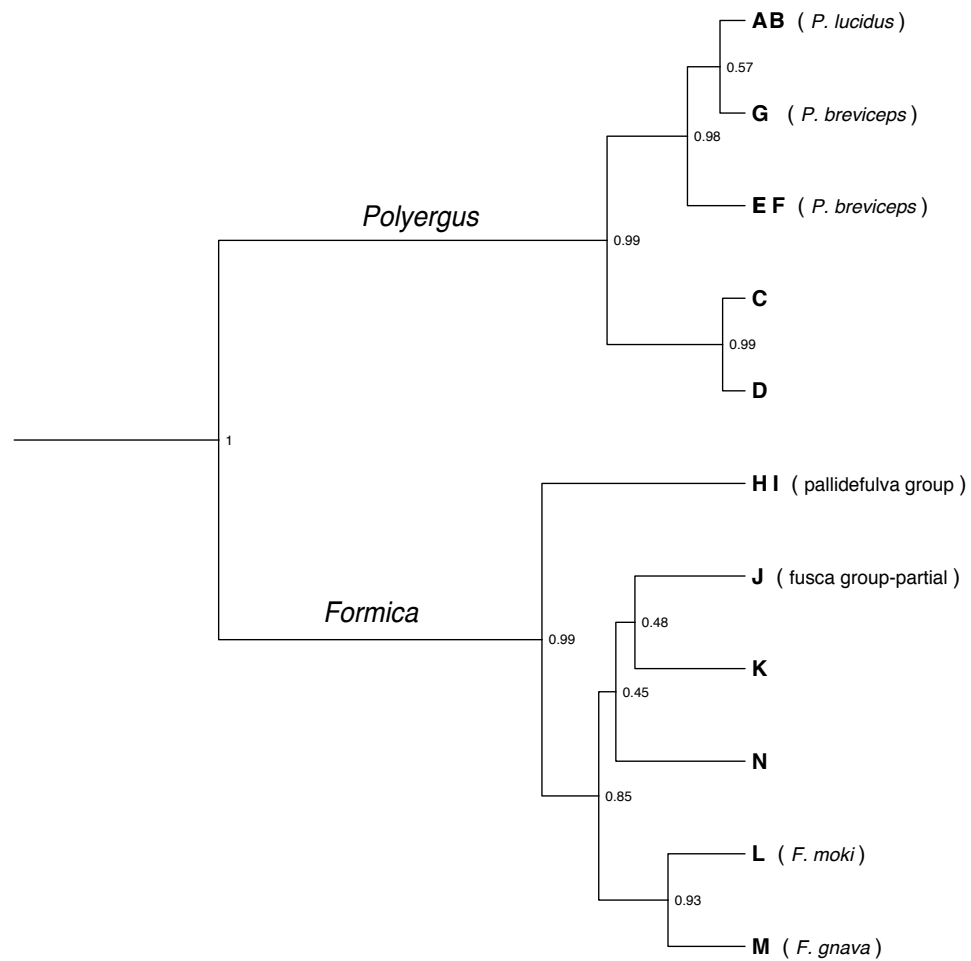 AB ( P. lucidus )
0.57
G ( P. breviceps )
0.98
E F ( P. breviceps )
Polyergus
0.99
C
0.99
D
1
H I ( pallidefulva group )
J ( fusca group-partial )
Formica
0.48
0.99
K
0.45
N
0.85
L ( F. moki )
0.93
M ( F. gnava )